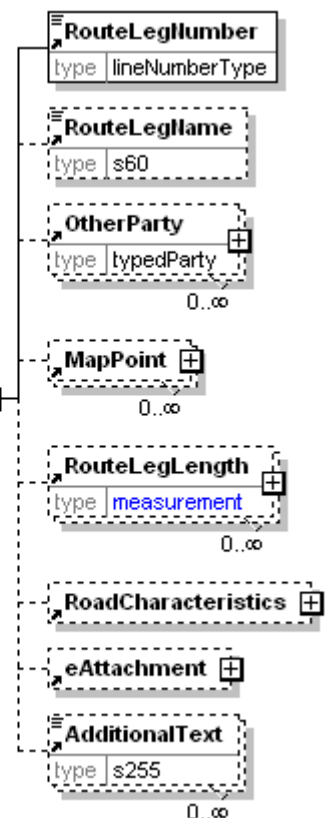 RouteLegNumber
type lineNumberType
RouteLegName
type s60
OtherParty
type typedParty
0..∞
MapPoint
0..∞
RouteLegLength
type measurement
0..∞
RoadCharacteristics
eAttachment
AdditionalText
type s255
0..∞